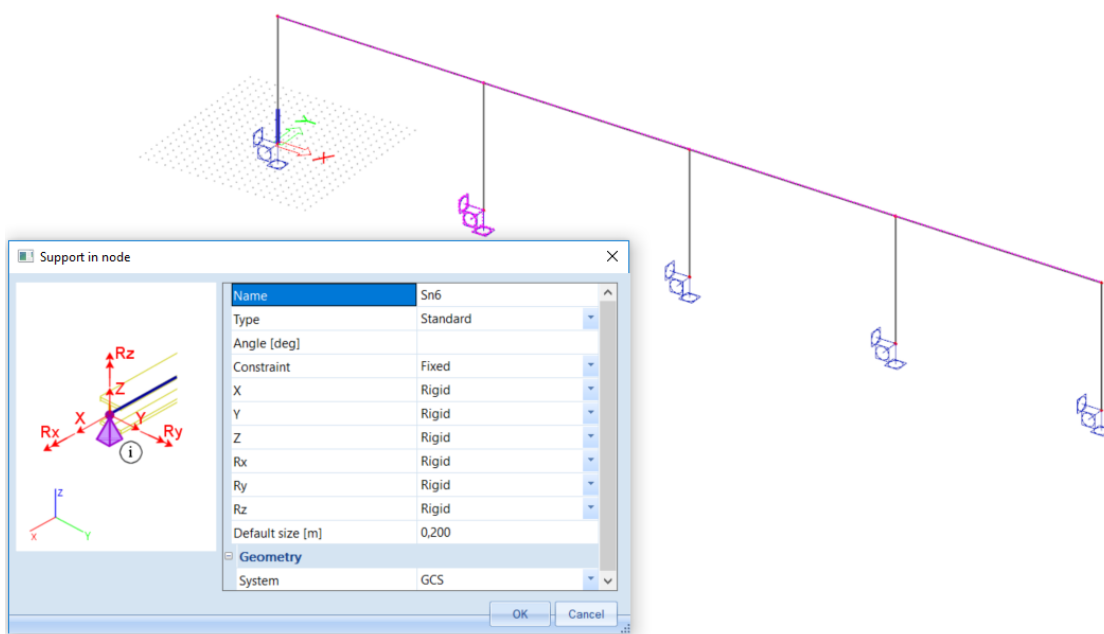 Y
X
Support in node
Name Sn6
Type Standard
Angle [deg]
Constraint Fixed
X Rigid
Y Rigid
Z Rigid
Rx Rigid
Ry Rigid
Rz Rigid
Default size [m] 0,200
Geometry
System GCS
Rz
Z
X
Y
Rx
Ry
i
z
x
Y
OK
Cancel